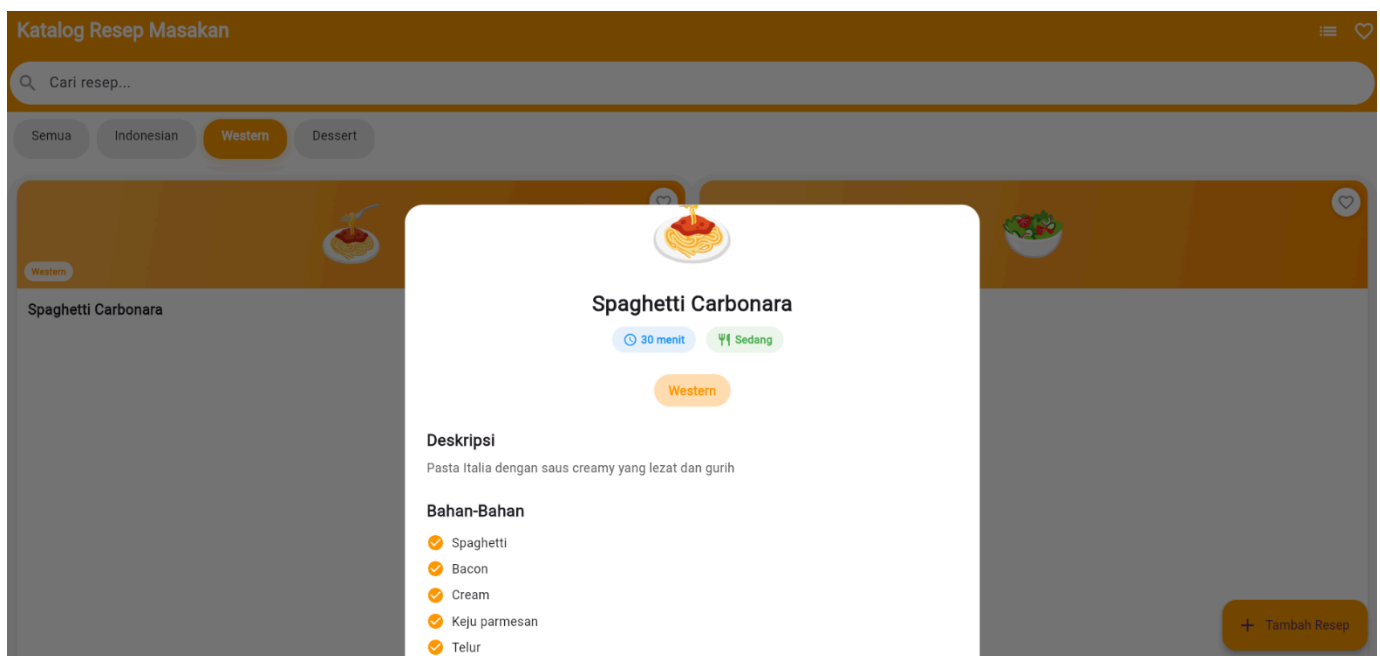 Katalog Resep Masakan
Cari resep...
Semua Indonesian Western Dessert
Western
Spaghetti Carbonara
Spaghetti Carbonara
30 menit Sedang
Western
Deskripsi
Pasta Italia dengan saus creamy yang lezat dan gurih
Bahan-Bahan
Spaghetti
Bacon
Cream
Keju parmesan
Telur
+ Tambah Resep